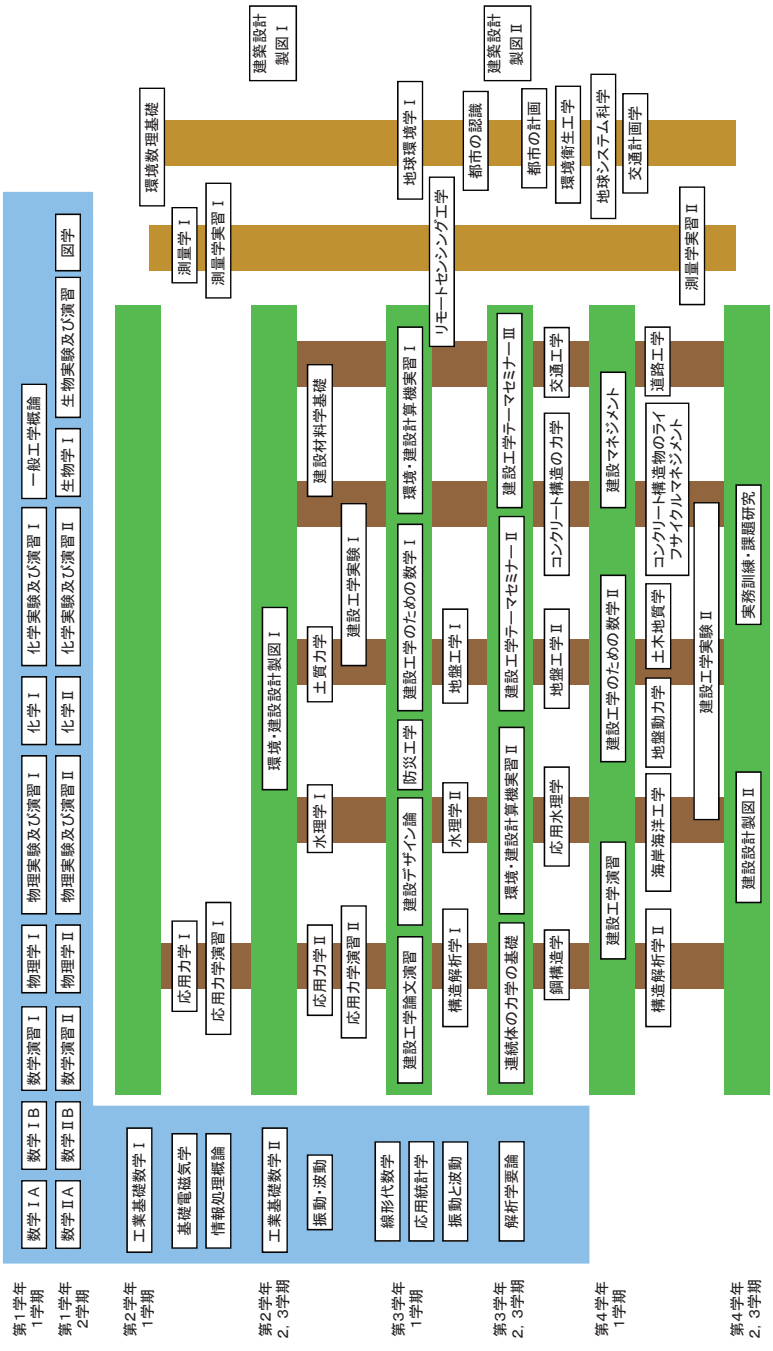 第1学年
1学期
数学ⅠA
数学ⅠB
数学演習Ⅰ
物理学Ⅰ
物理実験及び演習Ⅰ
化学Ⅰ
化学実験及び演習Ⅰ
一般工学概論
第1学年
2学期
数学ⅡA
数学ⅡB
数学演習Ⅱ
物理学Ⅱ
物理実験及び演習Ⅱ
化学Ⅱ
化学実験及び演習Ⅱ
生物学Ⅰ
生物実験及び演習
図学
第2学年
1学期
工業基礎数学Ⅰ
環境数理基礎
基礎電磁気学
応用力学Ⅰ
測量学Ⅰ
情報処理概論
応用力学演習Ⅰ
測量学実習Ⅰ
第2学年
2, 3学期
工業基礎数学Ⅱ
環境・建設設計製図Ⅰ
建築設計
製図Ⅰ
振動・波動
応用力学Ⅱ
水理学Ⅰ
土質力学
建設材料学基礎
応用力学演習Ⅱ
建設工学実験Ⅰ
第3学年
1学期
線形代数学
建設工学論文演習
建設デザイン論
防災工学
建設工学のための数学Ⅰ
環境・建設計算機実習Ⅰ
地球環境学Ⅰ
応用統計学
リモートセンシング工学
振動と波動
構造解析学Ⅰ
水理学Ⅱ
地盤工学Ⅰ
都市の認識
第3学年
2, 3学期
解析学要論
連続体の力学の基礎
環境・建設計算機実習Ⅱ
建設工学テーマセミナーⅡ
建設工学テーマセミナーⅢ
建築設計
製図Ⅱ
都市の計画
鋼構造学
応用水理学
地盤工学Ⅱ
コンクリート構造の力学
交通工学
環境衛生工学
第4学年
1学期
建設工学演習
建設工学のための数学Ⅱ
建設マネジメント
地球システム科学
交通計画学
構造解析学Ⅱ
海岸海洋工学
地盤動力学
土木地質学
コンクリート構造物のライ
フサイクルマネジメント
道路工学
建設工学実験Ⅱ
測量学実習Ⅱ
第4学年
2, 3学期
建設設計製図Ⅱ
実務訓練・課題研究